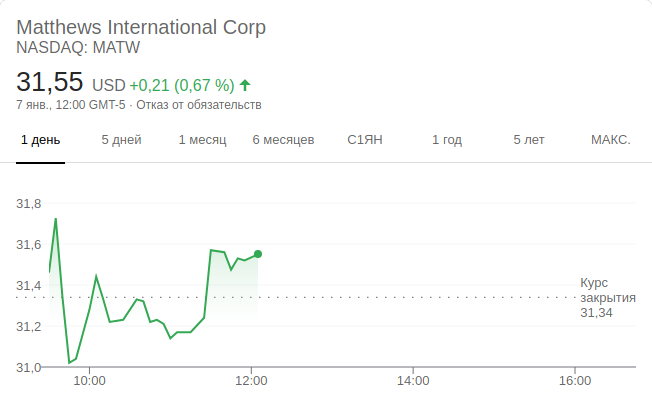 Matthews International Corp
NASDAQ: MATW
31,55 USD +0,21 (0,67 %)
7 янв., 12:00 GMT-5 · Отказ от обязательств
1 день 5 дней 1 месяц 6 месяцев С1ЯН 1 год 5 лет МАКС.
31,8
31,6
31,4
Курс
закрытия
31,34
31,2
31,0
10:00 12:00 14:00 16:00